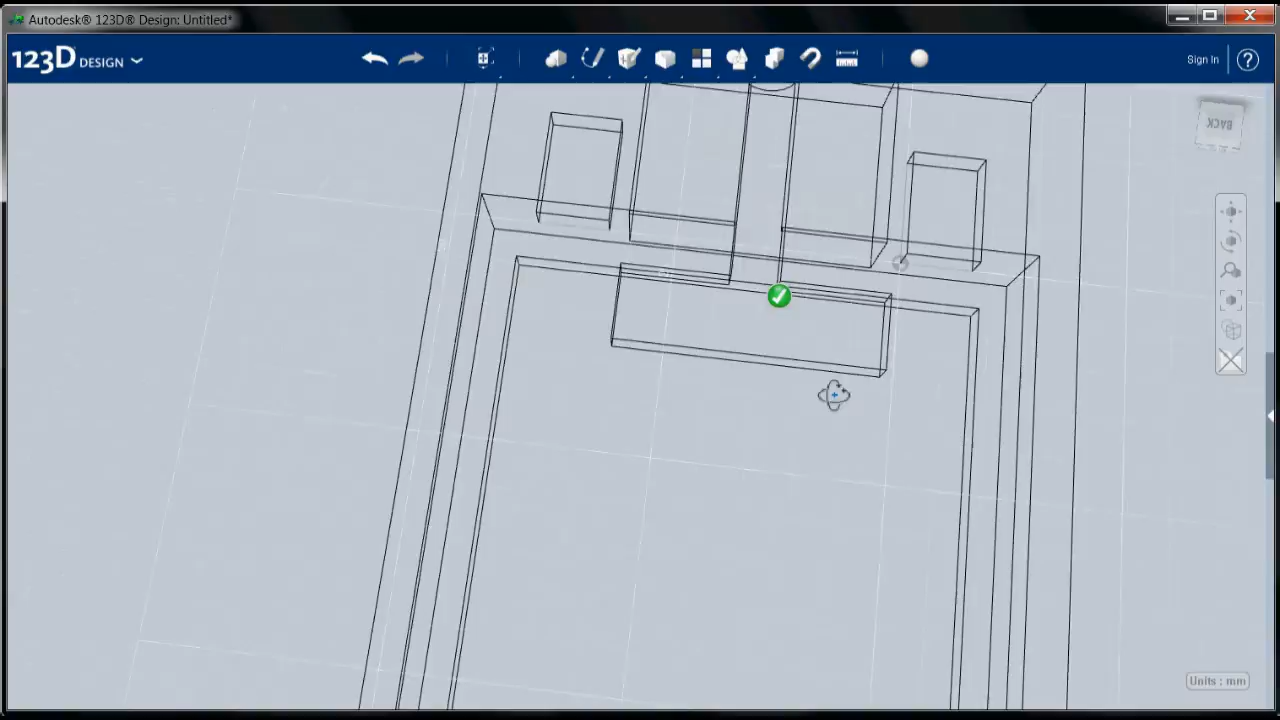 Autodesk® 123D® Design: Untitled*
123D DESIGN
Sign In
?
BACK
Units : mm